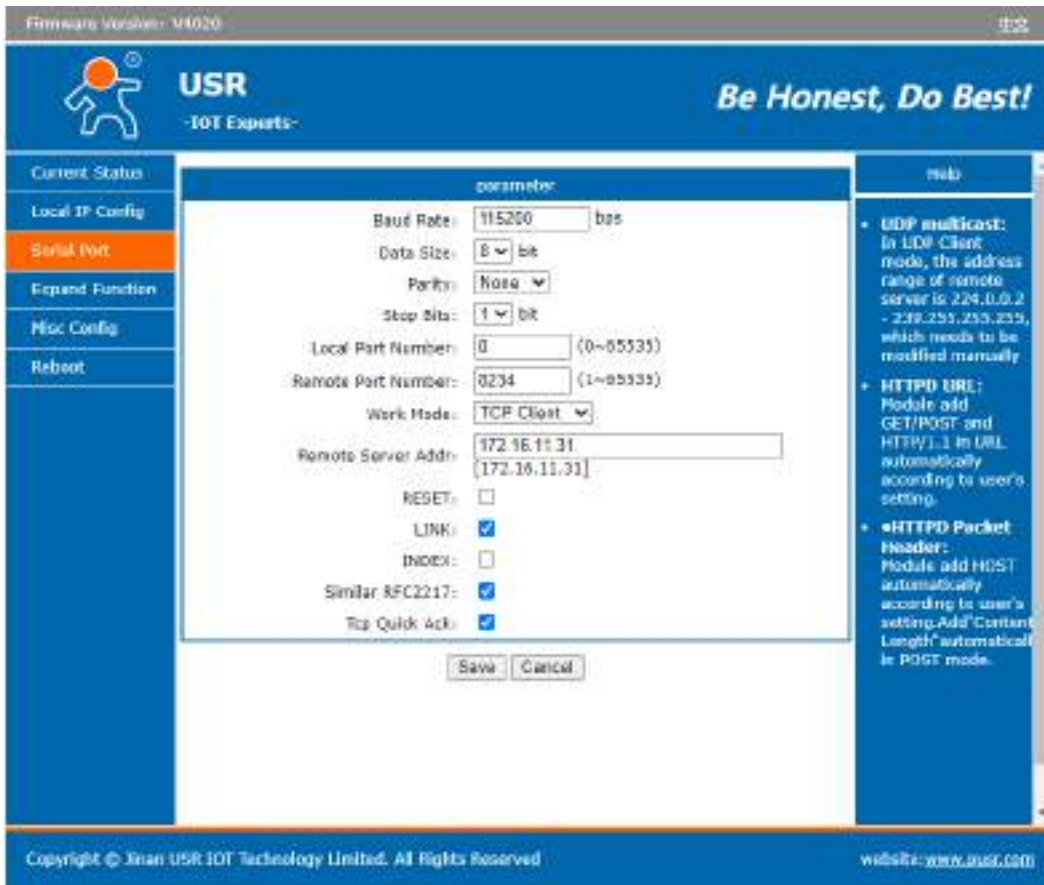 Firmware Version: V4020
中文
USR
-IOT Experts-
Be Honest, Do Best!
Current Status
Local IP Config
Serial Port
Expand Function
Misc Config
Reboot
parameter
Baud Rate: 115200 bps
Data Size: 8 bit
Parity: None
Stop Bits: 1 bit
Local Port Number: 0 (0~65535)
Remote Port Number: 8234 (1~65535)
Work Mode: TCP Client
Remote Server Addr: 172.16.11.31
[172.16.11.31]
RESET:
LINK:
INDEX:
Similar RFC2217:
Tcp Quick Ack:
Save Cancel
Help
• UDP multicast:
In UDP Client
mode, the address
range of remote
server is 224.0.0.2
- 239.255.255.255,
which needs to be
modified manually
• HTTPD URL:
Module add
GET/POST and
HTTP/1.1 in URL
automatically
according to user's
setting.
• ●HTTPD Packet
Header:
Module add HOST
automatically
according to user's
setting.Add"Content
Length"automaticall
in POST mode.
Copyright © Jinan USR IOT Technology Limited. All Rights Reserved
website:www.pusr.com